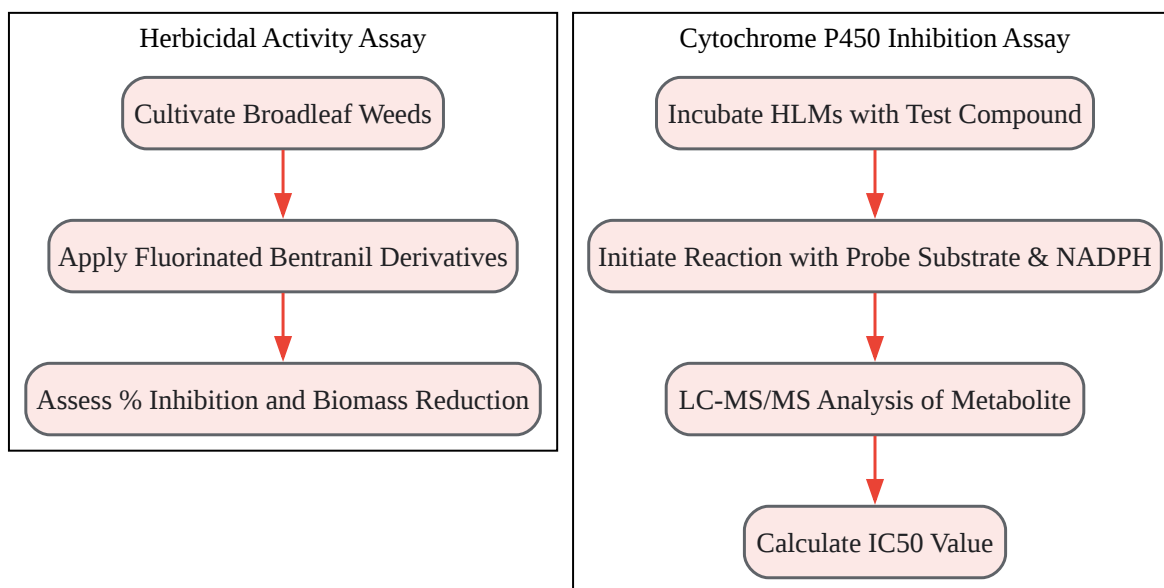 Herbicidal Activity Assay
Cultivate Broadleaf Weeds
Apply Fluorinated Bentranil Derivatives
Assess % Inhibition and Biomass Reduction
Cytochrome P450 Inhibition Assay
Incubate HLMs with Test Compound
Initiate Reaction with Probe Substrate & NADPH
LC-MS/MS Analysis of Metabolite
Calculate IC50 Value